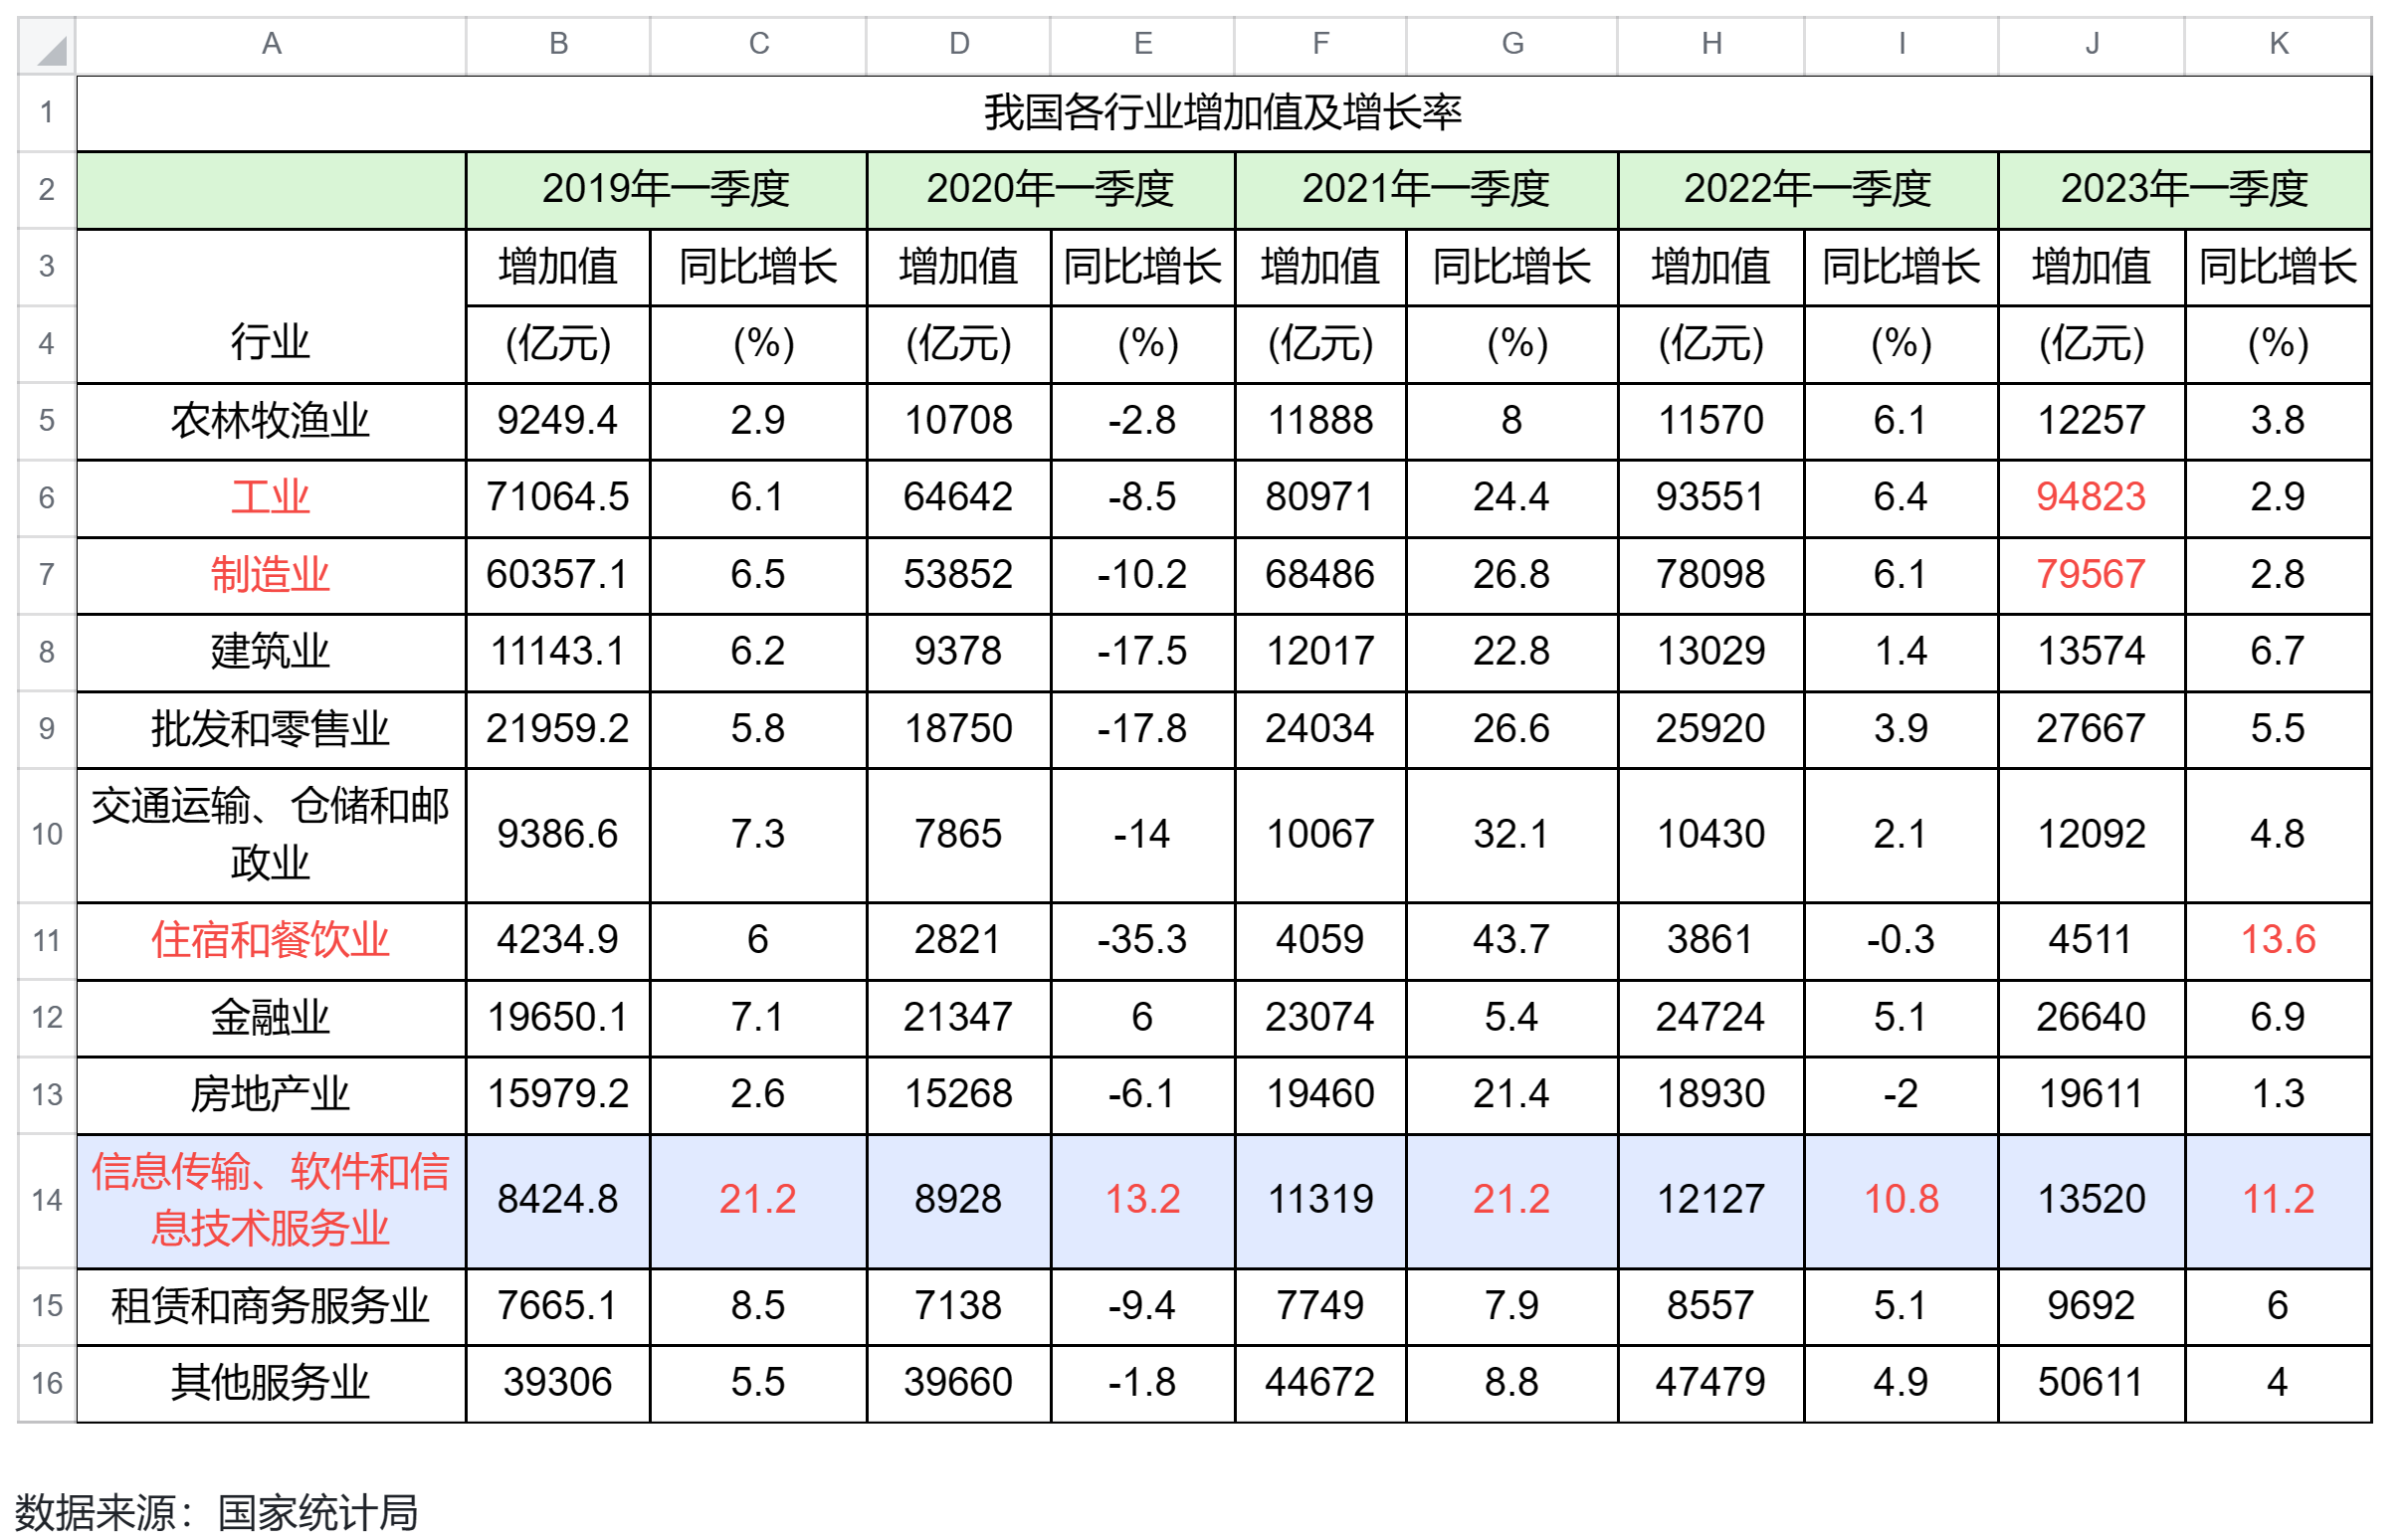 A B C D E F G H I J K
1 我国各行业增加值及增长率
2 2019年一季度 2020年一季度 2021年一季度 2022年一季度 2023年一季度
3 增加值 同比增长 增加值 同比增长 增加值 同比增长 增加值 同比增长 增加值 同比增长
4 行业 (亿元) (%) (亿元) (%) (亿元) (%) (亿元) (%) (亿元) (%)
5 农林牧渔业 9249.4 2.9 10708 -2.8 11888 8 11570 6.1 12257 3.8
6 工业 71064.5 6.1 64642 -8.5 80971 24.4 93551 6.4 94823 2.9
7 制造业 60357.1 6.5 53852 -10.2 68486 26.8 78098 6.1 79567 2.8
8 建筑业 11143.1 6.2 9378 -17.5 12017 22.8 13029 1.4 13574 6.7
9 批发和零售业 21959.2 5.8 18750 -17.8 24034 26.6 25920 3.9 27667 5.5
交通运输、仓储和邮
10 政业 9386.6 7.3 7865 -14 10067 32.1 10430 2.1 12092 4.8
11 住宿和餐饮业 4234.9 6 2821 -35.3 4059 43.7 3861 -0.3 4511 13.6
12 金融业 19650.1 7.1 21347 6 23074 5.4 24724 5.1 26640 6.9
13 房地产业 15979.2 2.6 15268 -6.1 19460 21.4 18930 -2 19611 1.3
信息传输、软件和信
14 息技术服务业 8424.8 21.2 8928 13.2 11319 21.2 12127 10.8 13520 11.2
15 租赁和商务服务业 7665.1 8.5 7138 -9.4 7749 7.9 8557 5.1 9692 6
16 其他服务业 39306 5.5 39660 -1.8 44672 8.8 47479 4.9 50611 4
数据来源：国家统计局